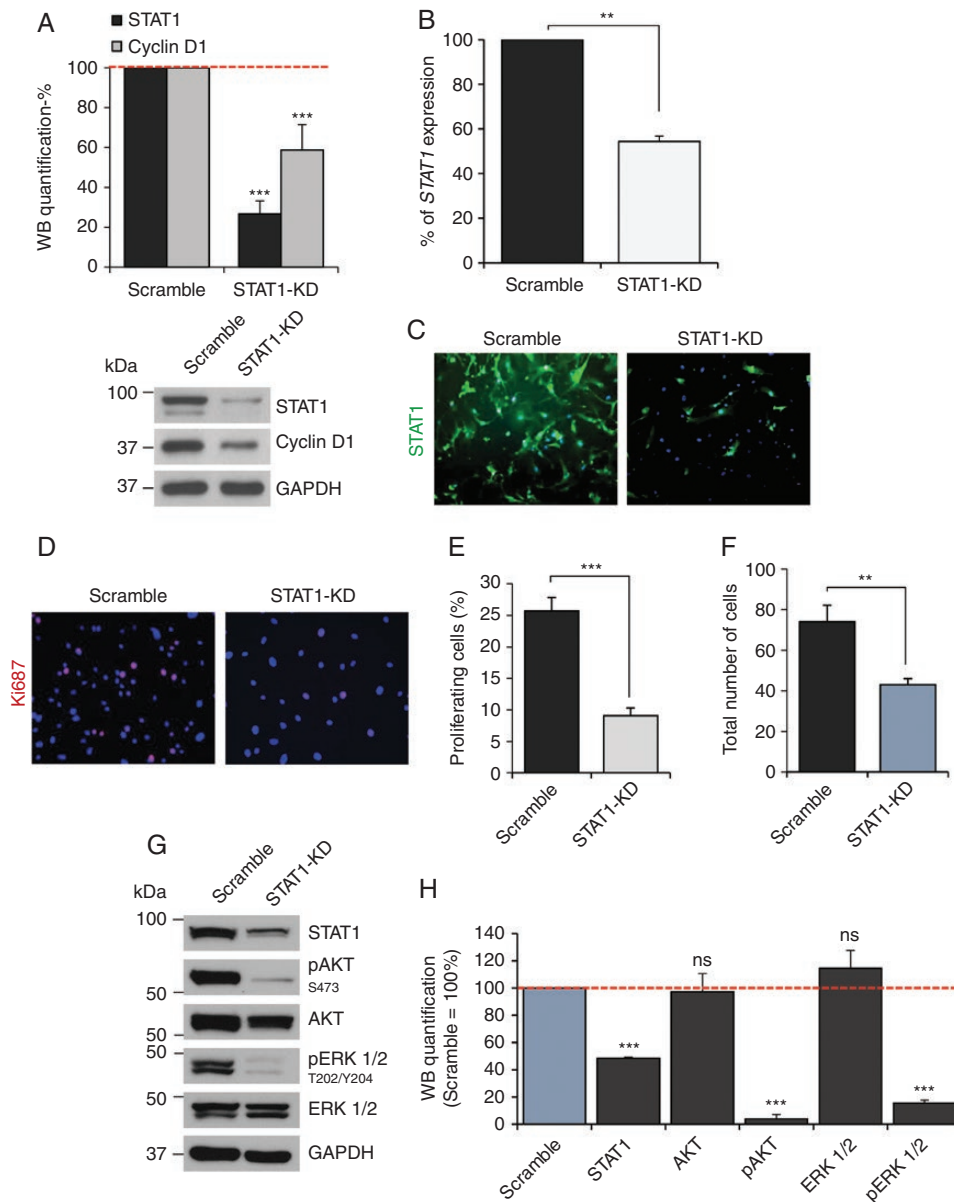 A
STAT1
Cyclin D1
WB quantification-%
100
80
60
40
20
0
***
***
Scramble
STAT1-KD
Scramble
STAT1-KD
kDa
100
STAT1
37
Cyclin D1
37
GAPDH
B
% of STAT1 expression
100
80
60
40
20
0
**
Scramble
STAT1-KD
C
Scramble
STAT1-KD
STAT1
D
Scramble
STAT1-KD
Ki687
E
Proliferating cells (%)
30
25
20
15
10
5
0
***
Scramble
STAT1-KD
F
Total number of cells
100
80
60
40
20
0
**
Scramble
STAT1-KD
G
Scramble
STAT1-KD
kDa
100
STAT1
pAKT
S473
50
AKT
50
50
pERK 1/2
T202/Y204
50
ERK 1/2
37
GAPDH
H
WB quantification
(Scramble = 100%)
140
120
100
80
60
40
20
0
***
ns
***
ns
***
Scramble
STAT1
AKT
pAKT
ERK 1/2
pERK 1/2